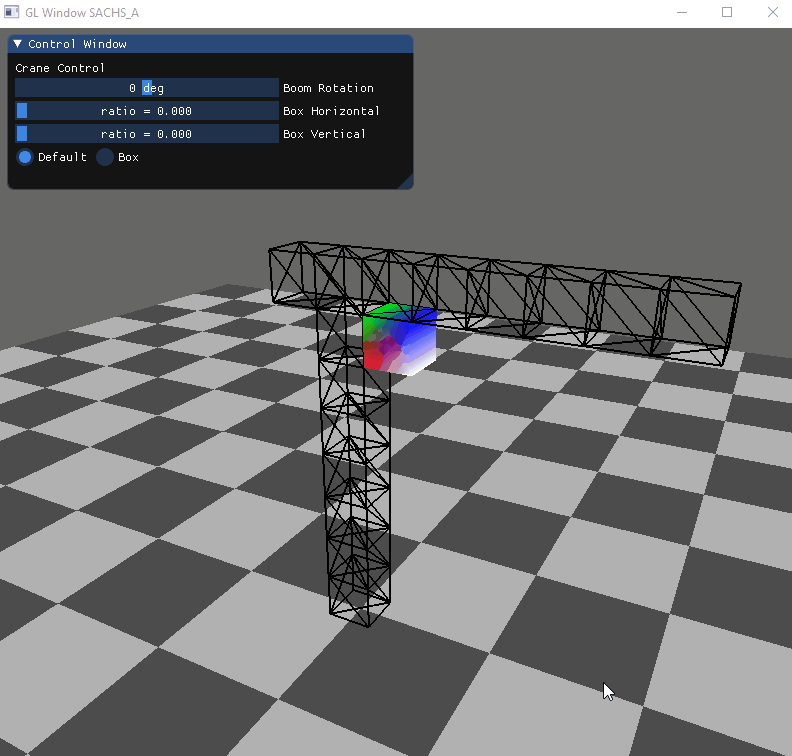 GL Window SACHS_A
Control Window
Crane Control
0 deg Boom Rotation
ratio = 0.000 Box Horizontal
ratio = 0.000 Box Vertical
Default Box